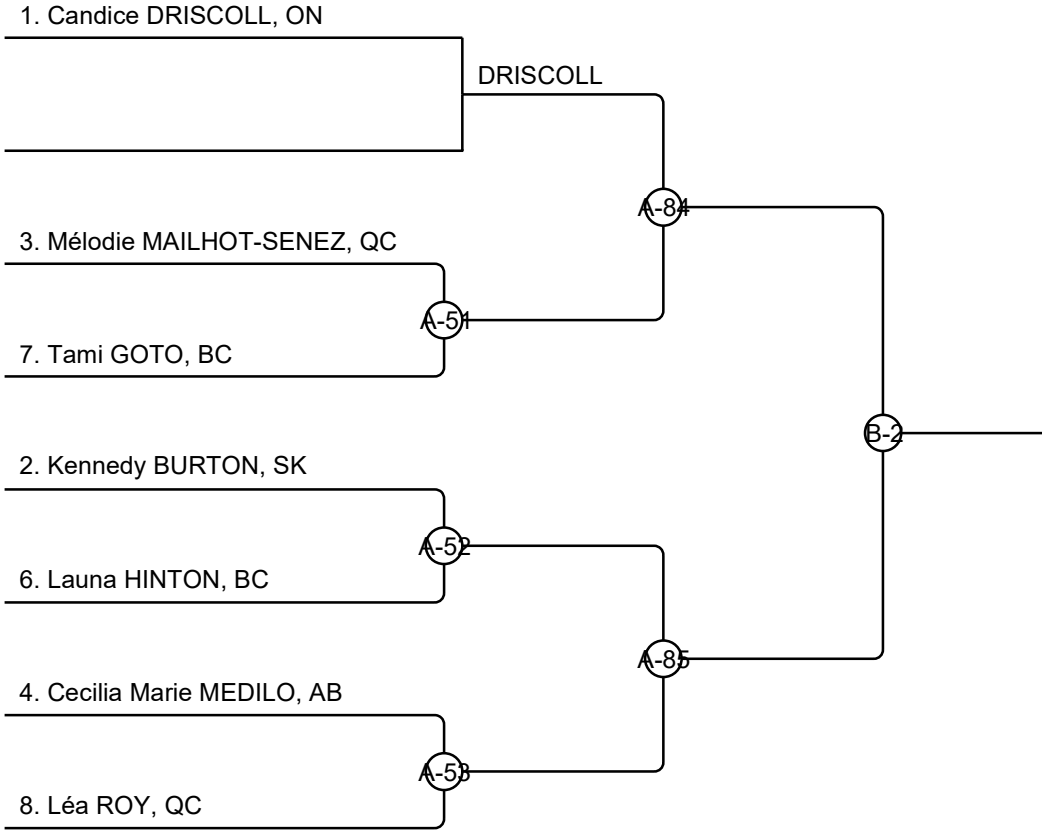 1. Candice DRISCOLL, ON
DRISCOLL
A-84
3. Mélodie MAILHOT-SENEZ, QC
A-51
7. Tami GOTO, BC
B-2
2. Kennedy BURTON, SK
A-52
6. Launa HINTON, BC
A-85
4. Cecilia Marie MEDILO, AB
A-53
8. Léa ROY, QC